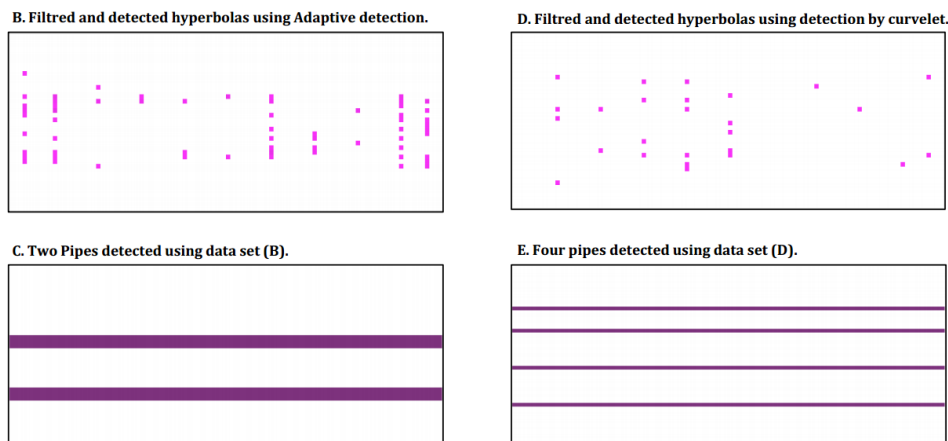 B. Filtred and detected hyperbolas using Adaptive detection.
D. Filtred and detected hyperbolas using detection by curvelet.
C. Two Pipes detected using data set (B).
E. Four pipes detected using data set (D).